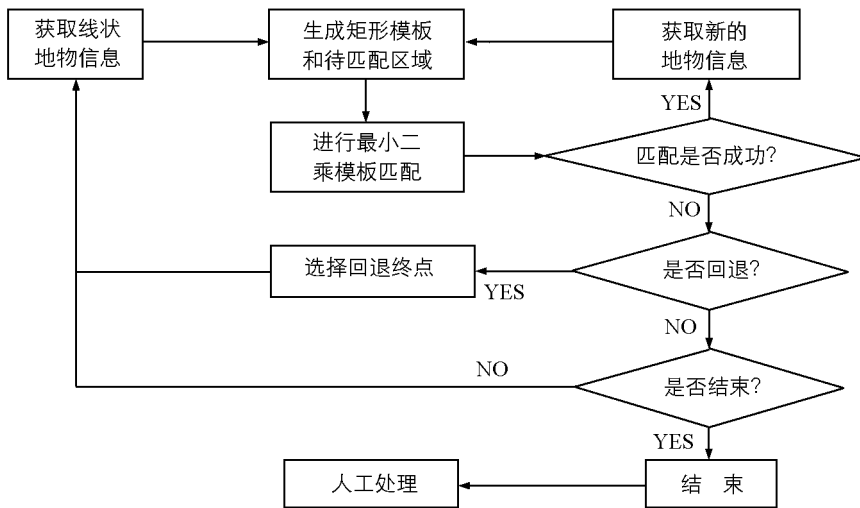 获取线状
地物信息
生成矩形模板
和待匹配区域
获取新的
地物信息
YES
进行最小二
乘模板匹配
匹配是否成功?
NO
选择回退终点
YES
是否回退?
NO
NO
是否结束?
YES
人工处理
结 束